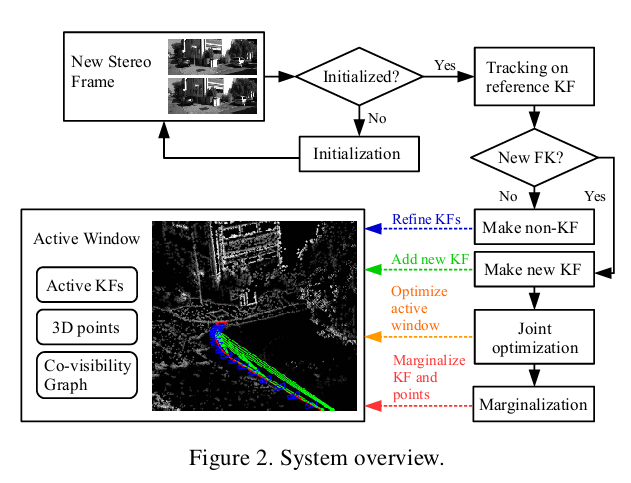 New Stereo
Frame
Initialized?
Yes
Tracking on
reference KF
No
Initialization
New FK?
No
Yes
Active Window
Active KFs
3D points
Co-visibility
Graph
Refine KFs
Make non-KF
Add new KF
Make new KF
Optimize
active
window
Joint
optimization
Marginalize
KF and
points
Marginalization
Figure 2. System overview.